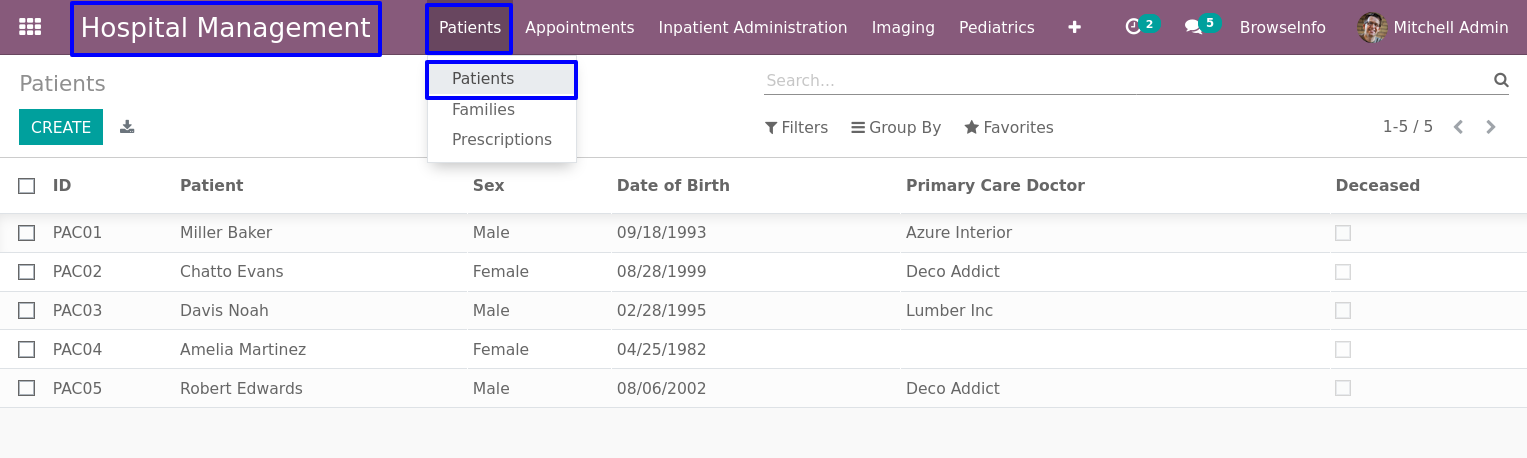 Hospital Management Patients Appointments Inpatient Administration Imaging Pediatrics 2 5 BrowseInfo Mitchell Admin
Patients
Patients
Families
Prescriptions
Search...
CREATE
Filters Group By Favorites 1-5 / 5
ID Patient Sex Date of Birth Primary Care Doctor Deceased
PAC01 Miller Baker Male 09/18/1993 Azure Interior
PAC02 Chatto Evans Female 08/28/1999 Deco Addict
PAC03 Davis Noah Male 02/28/1995 Lumber Inc
PAC04 Amelia Martinez Female 04/25/1982
PAC05 Robert Edwards Male 08/06/2002 Deco Addict